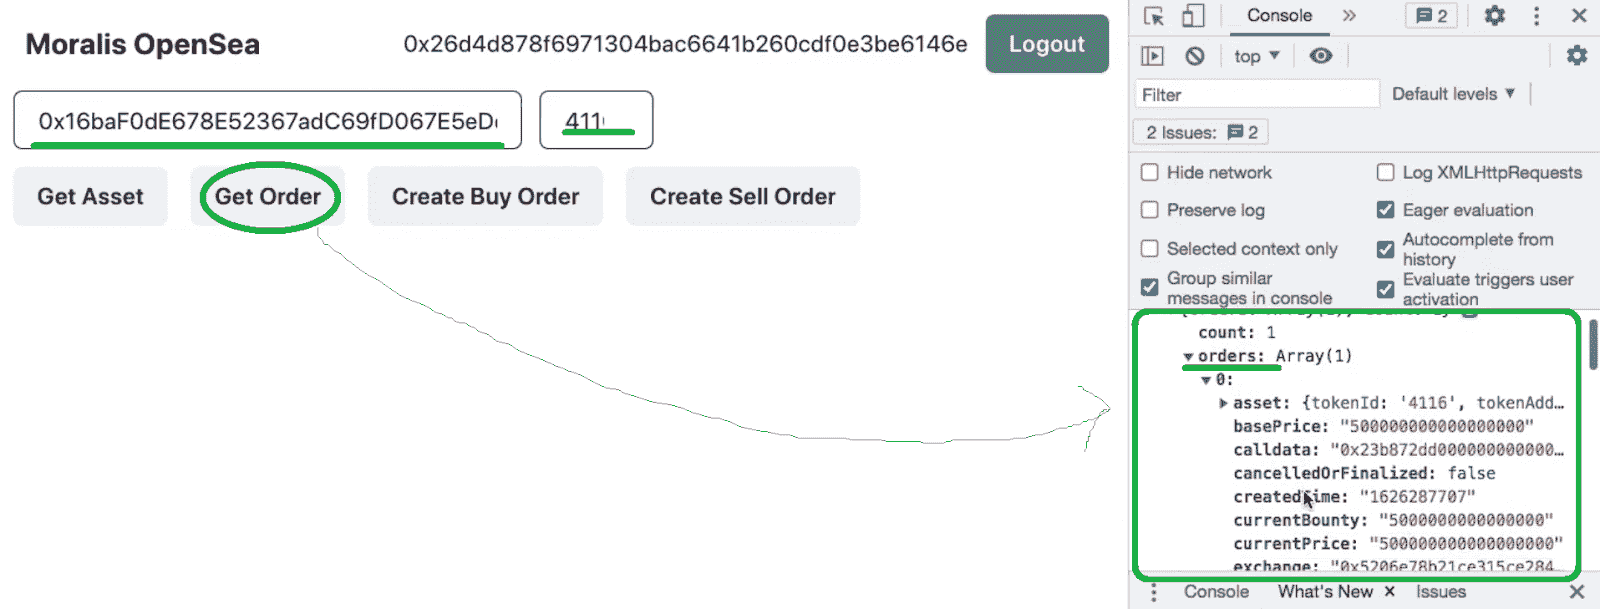 Moralis OpenSea
0x26d4d878f6971304bac6641b260cdf0e3be6146e
Logout
0x16baF0dE678E52367adC69fD067E5eD
411
Get Asset
Get Order
Create Buy Order
Create Sell Order
Console
2
top
Filter
Default levels
2 Issues: 2
Hide network
Log XMLHttpRequests
Preserve log
Eager evaluation
Selected context only
Autocomplete from
history
Group similar
messages in console
Evaluate triggers user
activation
count: 1
orders: Array(1)
0:
asset: {tokenId: '4116', tokenAdd…
basePrice: "500000000000000000"
calldata: "0x23b872dd000000000000…
cancelledOrFinalized: false
createdTime: "1626287707"
currentBounty: "5000000000000000"
currentPrice: "500000000000000000"
exchange: "0x5206e78b21ce315ce284…
Console
What's New
Issues